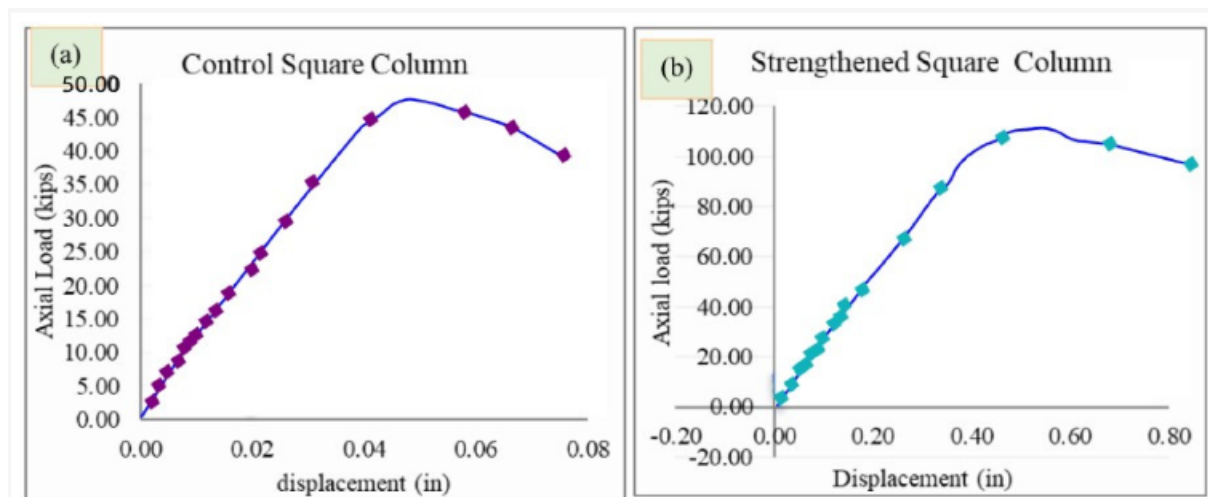 (a)
Control Square Column
50.00
45.00
40.00
35.00
30.00
25.00
20.00
15.00
10.00
5.00
0.00
Axial Load (kips)
0.00 0.02 0.04 0.06 0.08
displacement (in)
(b)
Strengthened Square Column
120.00
100.00
80.00
60.00
40.00
20.00
0.00
-20.00
Axial load (kips)
-0.20 0.00 0.20 0.40 0.60 0.80
Displacement (in)